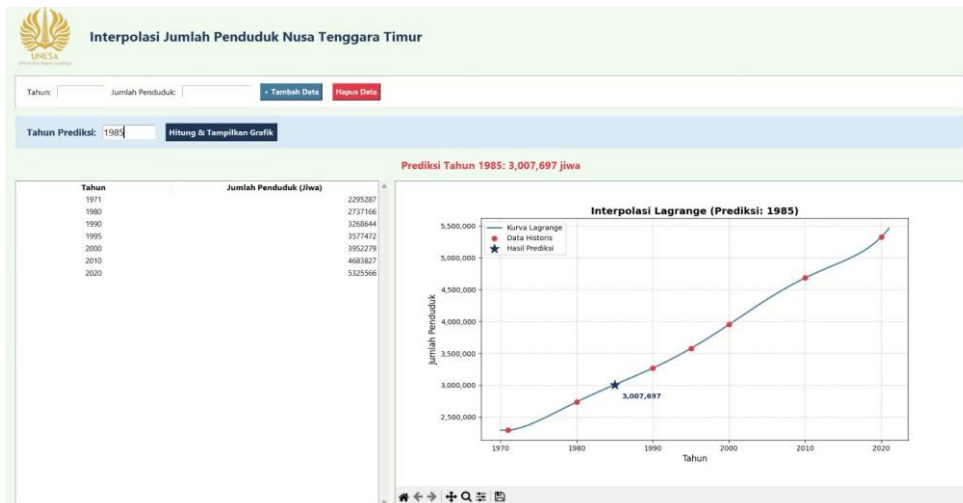 UNESA
Interpolasi Jumlah Penduduk Nusa Tenggara Timur
Tahun: Jumlah Penduduk: + Tambah Data Hapus Data
Tahun Prediksi: 1985 Hitung & Tampilkan Grafik
Prediksi Tahun 1985: 3,007,697 jiwa
Tahun Jumlah Penduduk (Jiwa)
1971 2295287
1980 2737166
1990 3268644
1995 3577472
2000 3952279
2010 4683827
2020 5325566
Interpolasi Lagrange (Prediksi: 1985)
Kurva Lagrange
Data Historis
Hasil Prediksi
5,500,000
5,000,000
4,500,000
4,000,000
3,500,000
3,000,000
2,500,000
Jumlah Penduduk
3,007,697
1970 1980 1990 2000 2010 2020
Tahun